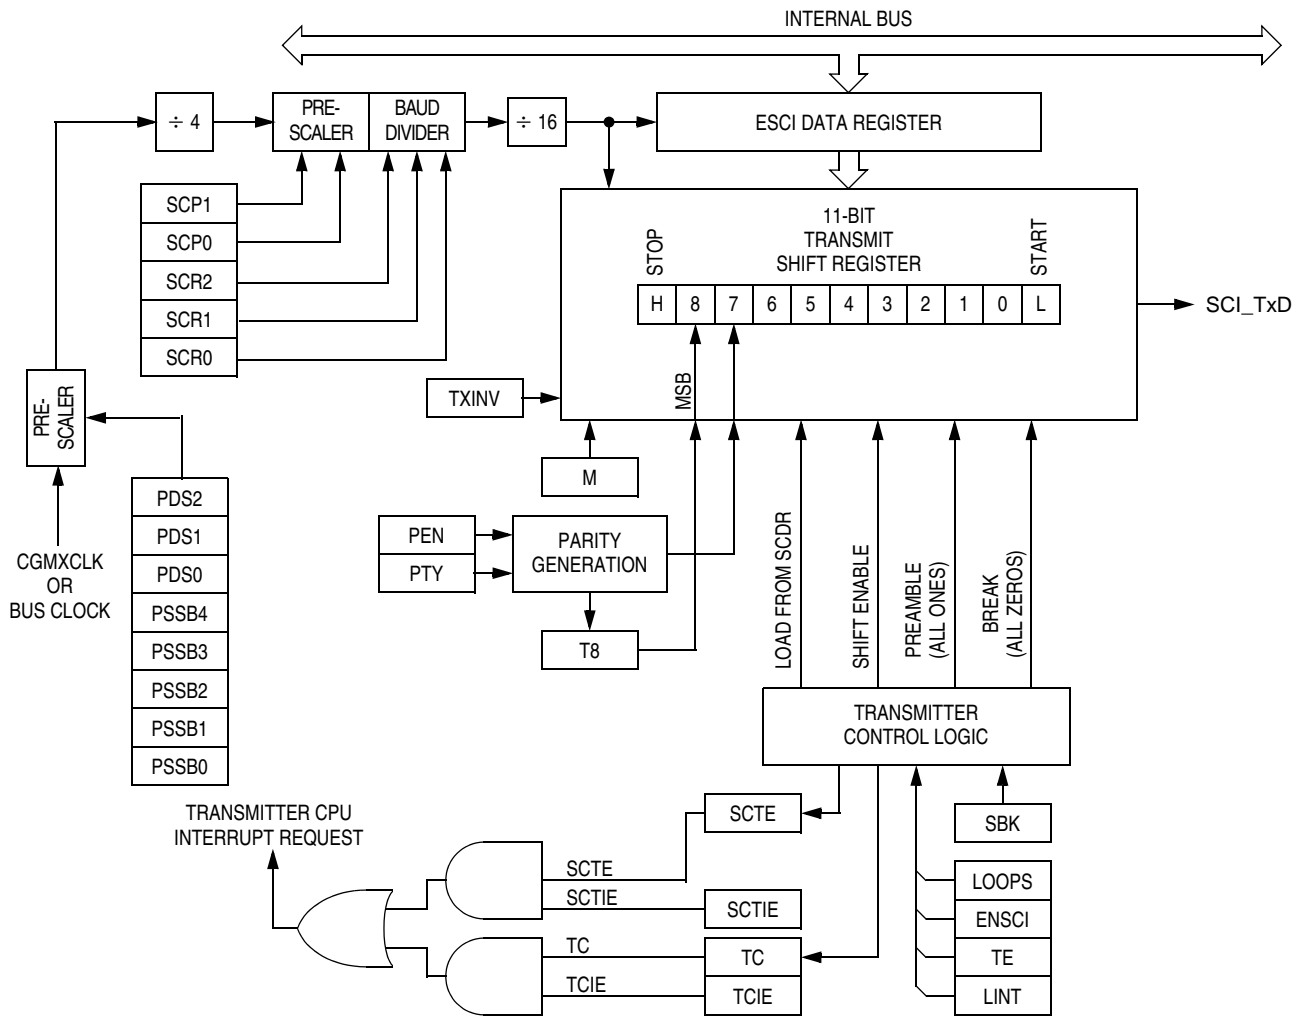 INTERNAL BUS
÷ 4
PRE-
SCALER
BAUD
DIVIDER
÷ 16
ESCI DATA REGISTER
SCP1
SCP0
SCR2
SCR1
SCR0
11-BIT
TRANSMIT
SHIFT REGISTER
STOP
START
H 8 7 6 5 4 3 2 1 0 L
SCI_TxD
PRE-
SCALER
TXINV
MSB
M
CGMXCLK
OR
BUS CLOCK
PDS2
PDS1
PDS0
PSSB4
PSSB3
PSSB2
PSSB1
PSSB0
PEN
PTY
PARITY
GENERATION
T8
LOAD FROM SCDR
SHIFT ENABLE
PREAMBLE
(ALL ONES)
BREAK
(ALL ZEROS)
TRANSMITTER
CONTROL LOGIC
TRANSMITTER CPU
INTERRUPT REQUEST
SCTE
SBK
SCTE
SCTIE
SCTIE
TC
TC
TCIE
TCIE
LOOPS
ENSCI
TE
LINT